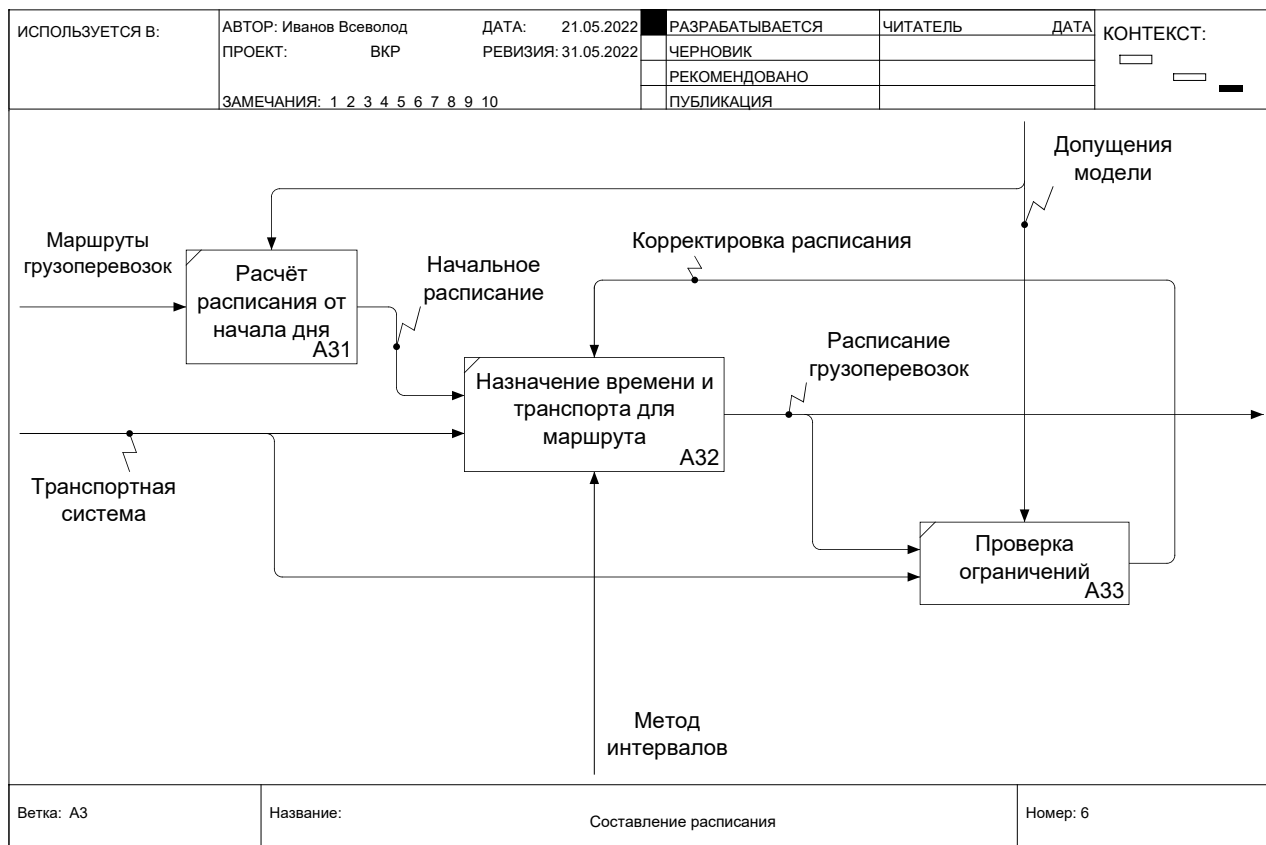 ИСПОЛЬЗУЕТСЯ В:
АВТОР: Иванов Всеволод ДАТА: 21.05.2022
ПРОЕКТ: ВКР РЕВИЗИЯ: 31.05.2022
ЗАМЕЧАНИЯ: 1 2 3 4 5 6 7 8 9 10
РАЗРАБАТЫВАЕТСЯ
ЧЕРНОВИК
РЕКОМЕНДОВАНО
ПУБЛИКАЦИЯ
ЧИТАТЕЛЬ ДАТА
КОНТЕКСТ:
Допущения
модели
Маршруты
грузоперевозок
Расчёт
расписания от
начала дня
A31
Начальное
расписание
Корректировка расписания
Назначение времени и
транспорта для
маршрута
A32
Расписание
грузоперевозок
Транспортная
система
Проверка
ограничений
A33
Метод
интервалов
Ветка: A3
Название:
Составление расписания
Номер: 6